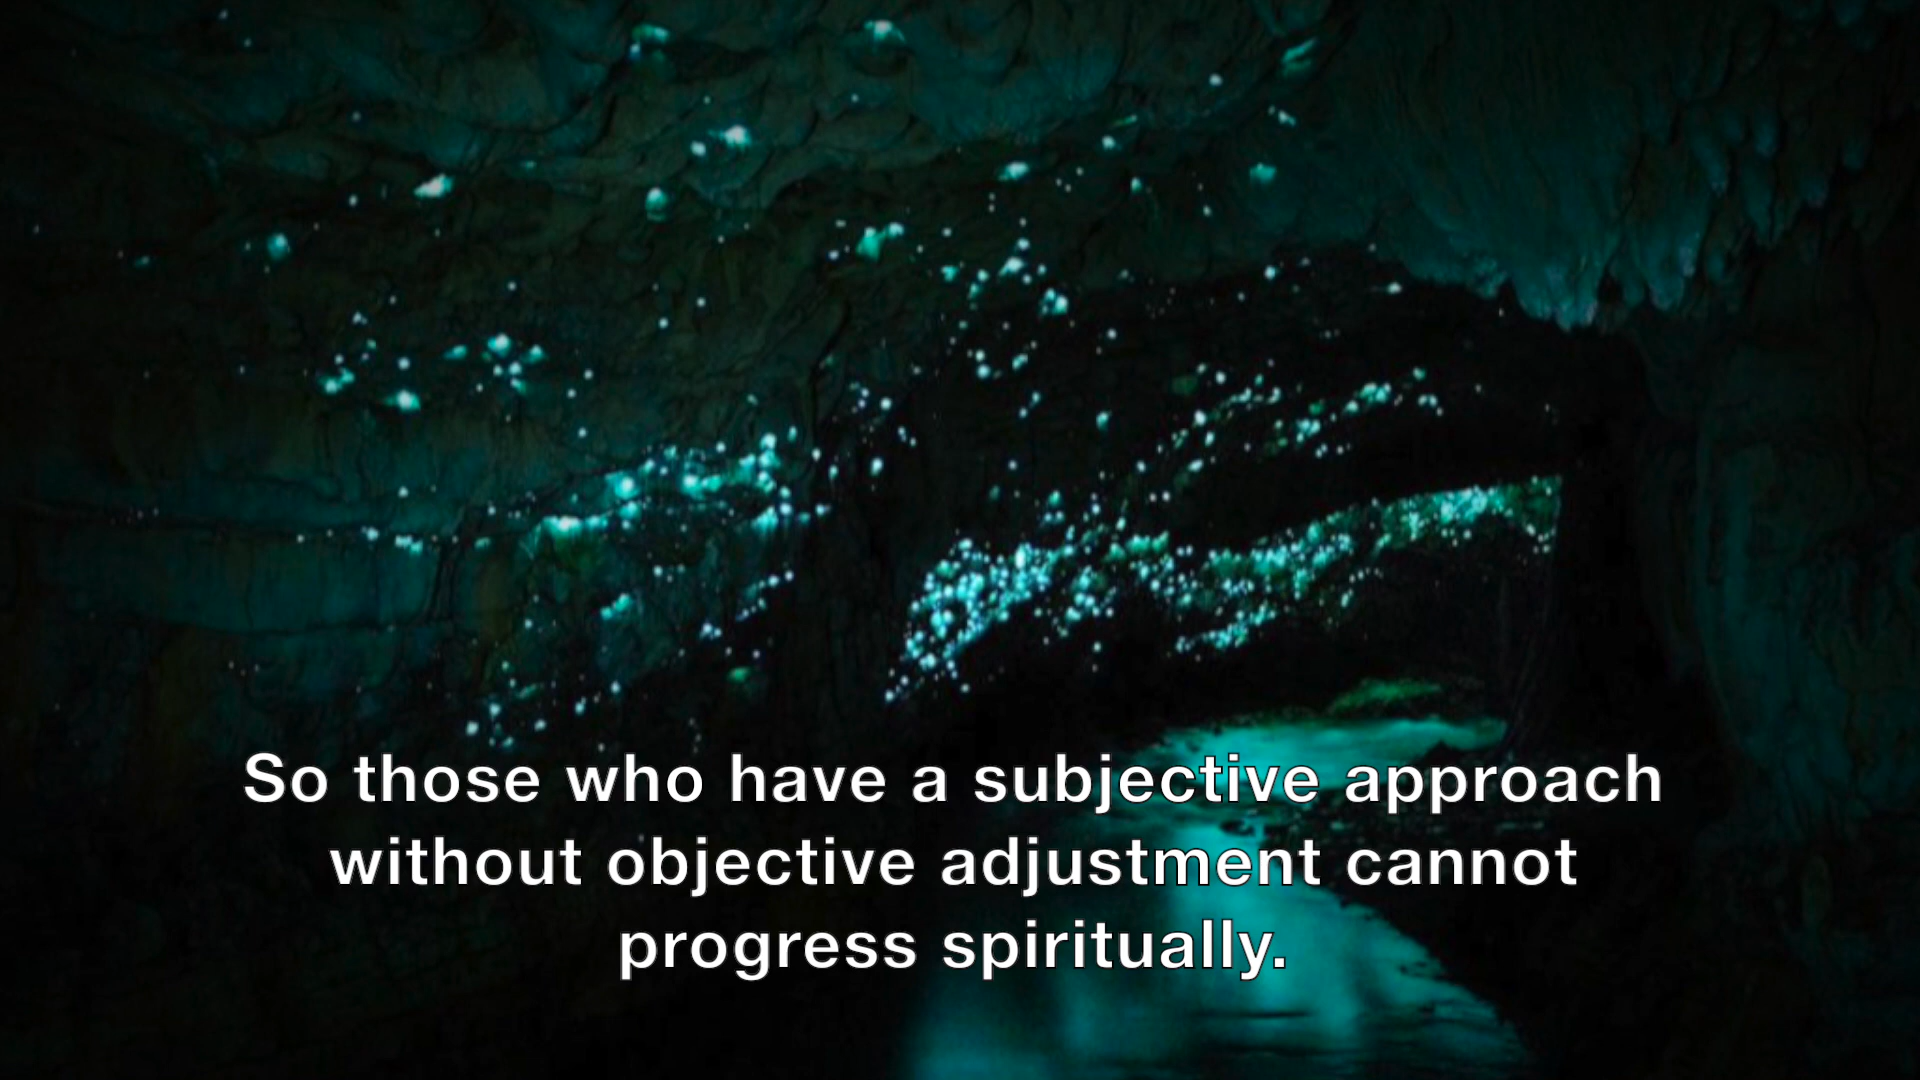 So those who have a subjective approach
without objective adjustment cannot
progress spiritually.